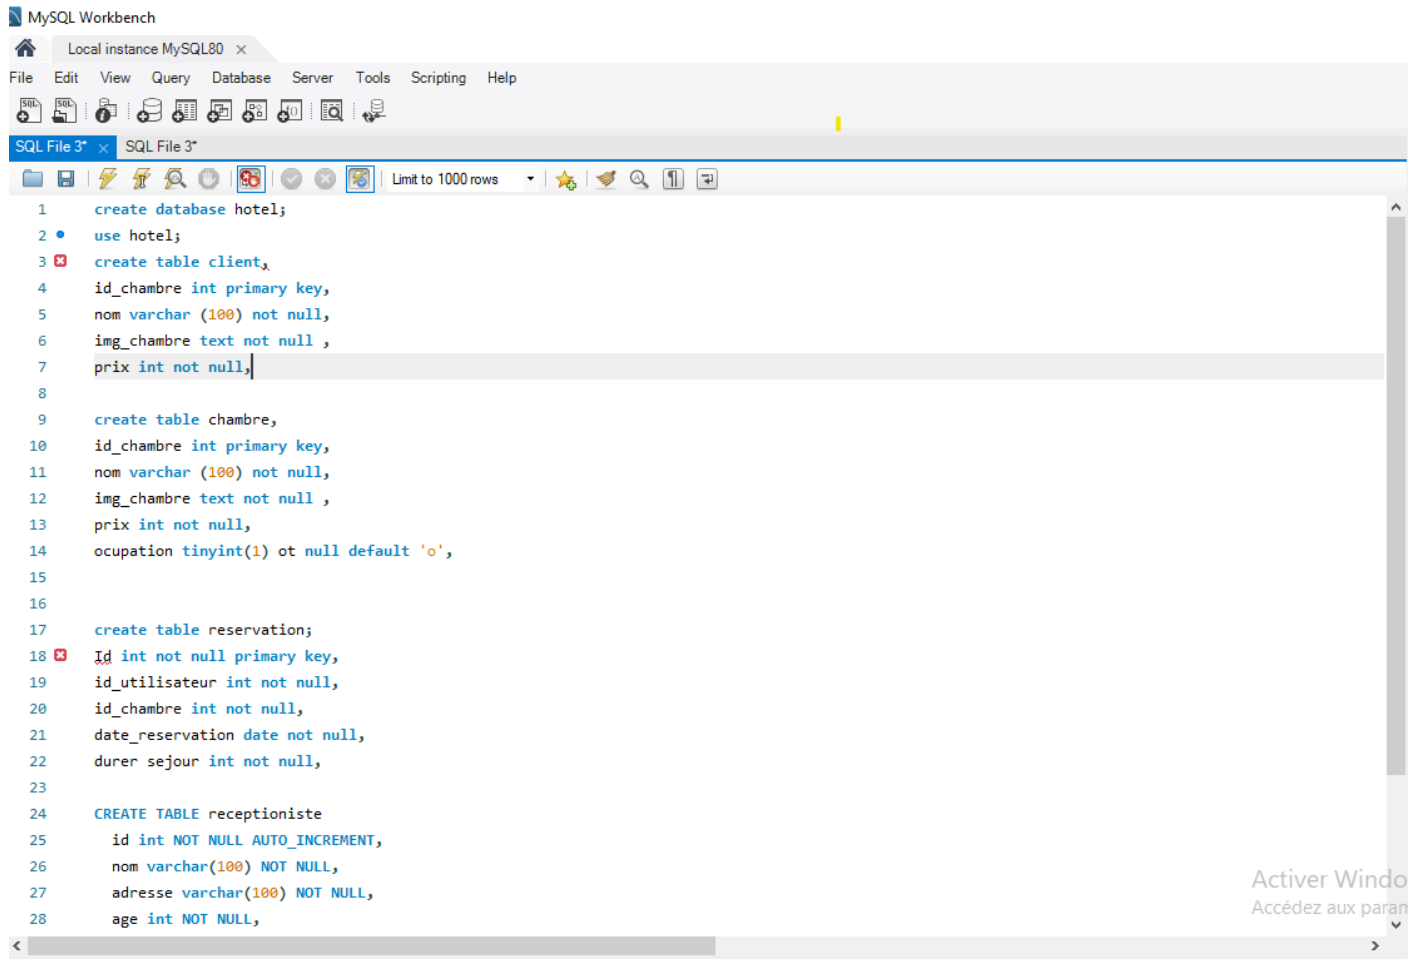 MySQL Workbench
Local instance MySQL80 ×
File Edit View Query Database Server Tools Scripting Help
SQL File 3* × SQL File 3*
Limit to 1000 rows
1 create database hotel;
2 use hotel;
3 create table client,
4 id_chambre int primary key,
5 nom varchar (100) not null,
6 img_chambre text not null ,
7 prix int not null,
8
9 create table chambre,
10 id_chambre int primary key,
11 nom varchar (100) not null,
12 img_chambre text not null ,
13 prix int not null,
14 ocupation tinyint(1) ot null default 'o',
15
16
17 create table reservation;
18 Id int not null primary key,
19 id_utilisateur int not null,
20 id_chambre int not null,
21 date_reservation date not null,
22 durer sejour int not null,
23
24 CREATE TABLE receptioniste
25 id int NOT NULL AUTO_INCREMENT,
26 nom varchar(100) NOT NULL,
27 adresse varchar(100) NOT NULL,
28 age int NOT NULL,
Activer Windo
Accédez aux param